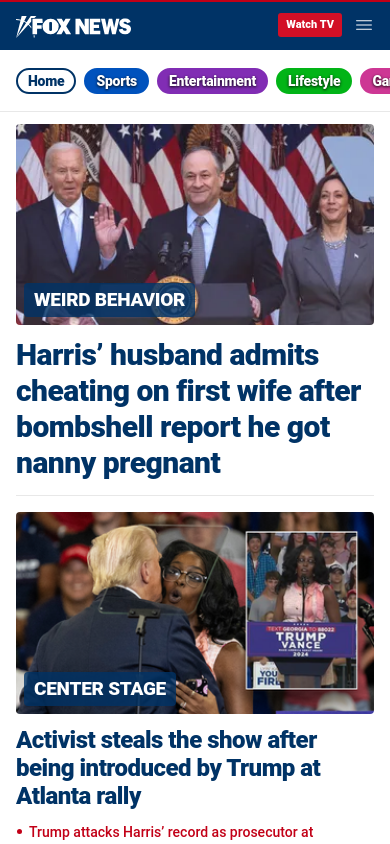 FOX NEWS
Watch TV
Home
Sports
Entertainment
Lifestyle
Ga
WEIRD BEHAVIOR
Harris’ husband admits
cheating on first wife after
bombshell report he got
nanny pregnant
TEXT GEORGIA TO 88022
TRUMP
VANCE
2024
YOU'RE
FIRE
CENTER STAGE
Activist steals the show after
being introduced by Trump at
Atlanta rally
• Trump attacks Harris’ record as prosecutor at